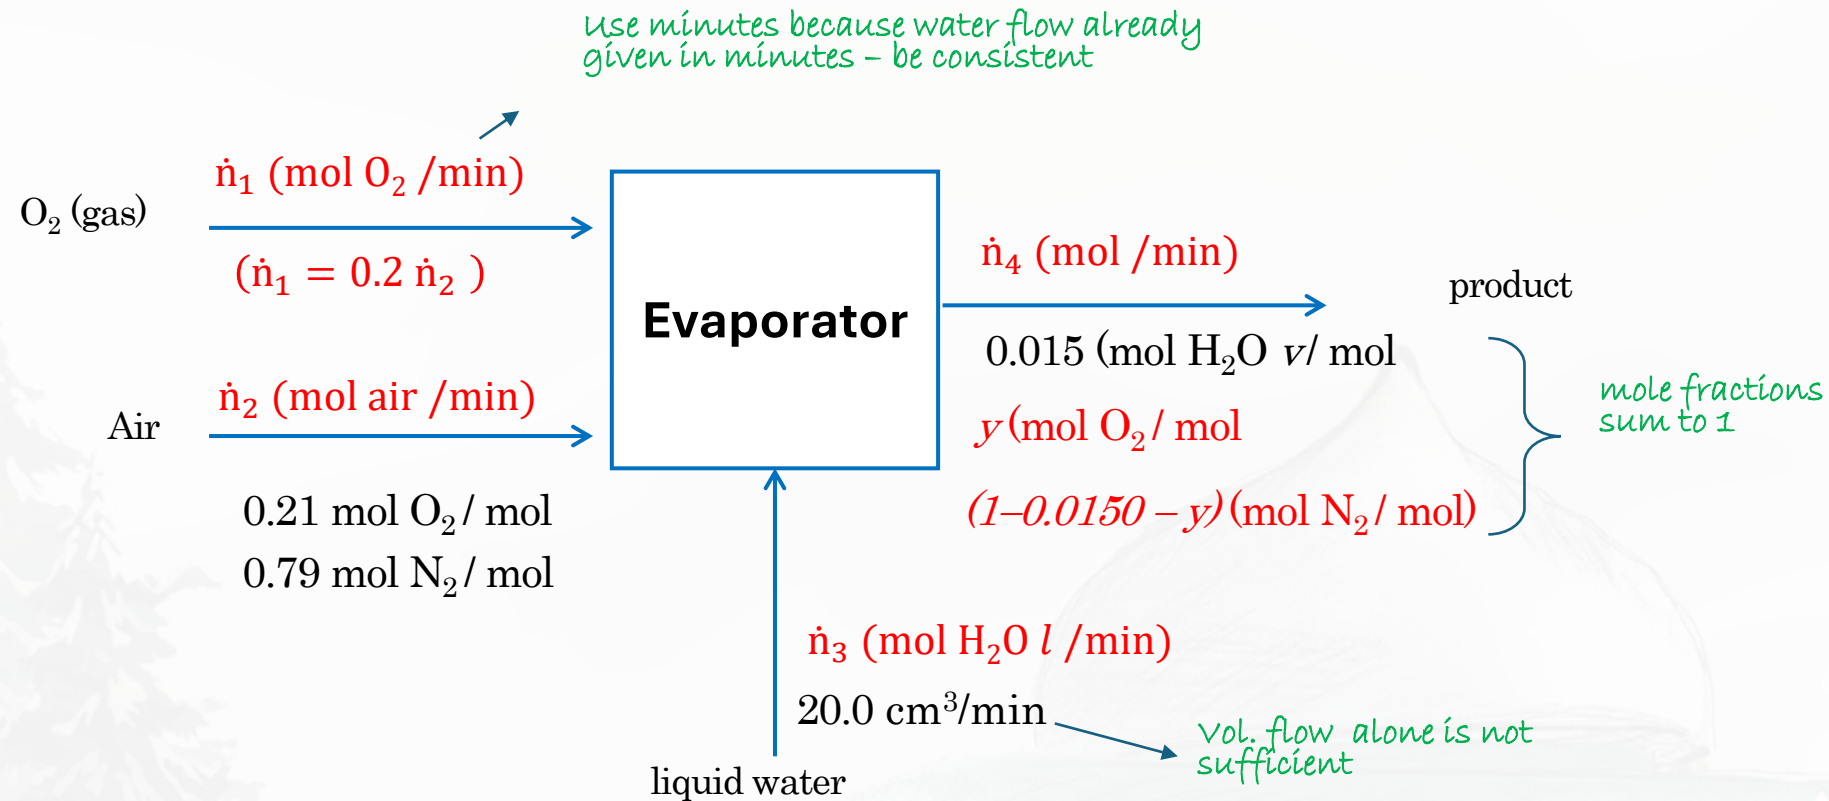 Use minutes because water flow already
given in minutes – be consistent
ṅ₁ (mol O₂ /min)
O₂ (gas)
(ṅ₁ = 0.2 ṅ₂ )
ṅ₂ (mol air /min)
Air
0.21 mol O₂ / mol
0.79 mol N₂ / mol
Evaporator
ṅ₄ (mol /min)
product
0.015 (mol H₂O v/ mol
y (mol O₂ / mol
(1–0.0150 – y) (mol N₂ / mol)
mole fractions
sum to 1
ṅ₃ (mol H₂O l /min)
20.0 cm³/min
Vol. flow alone is not
sufficient
liquid water